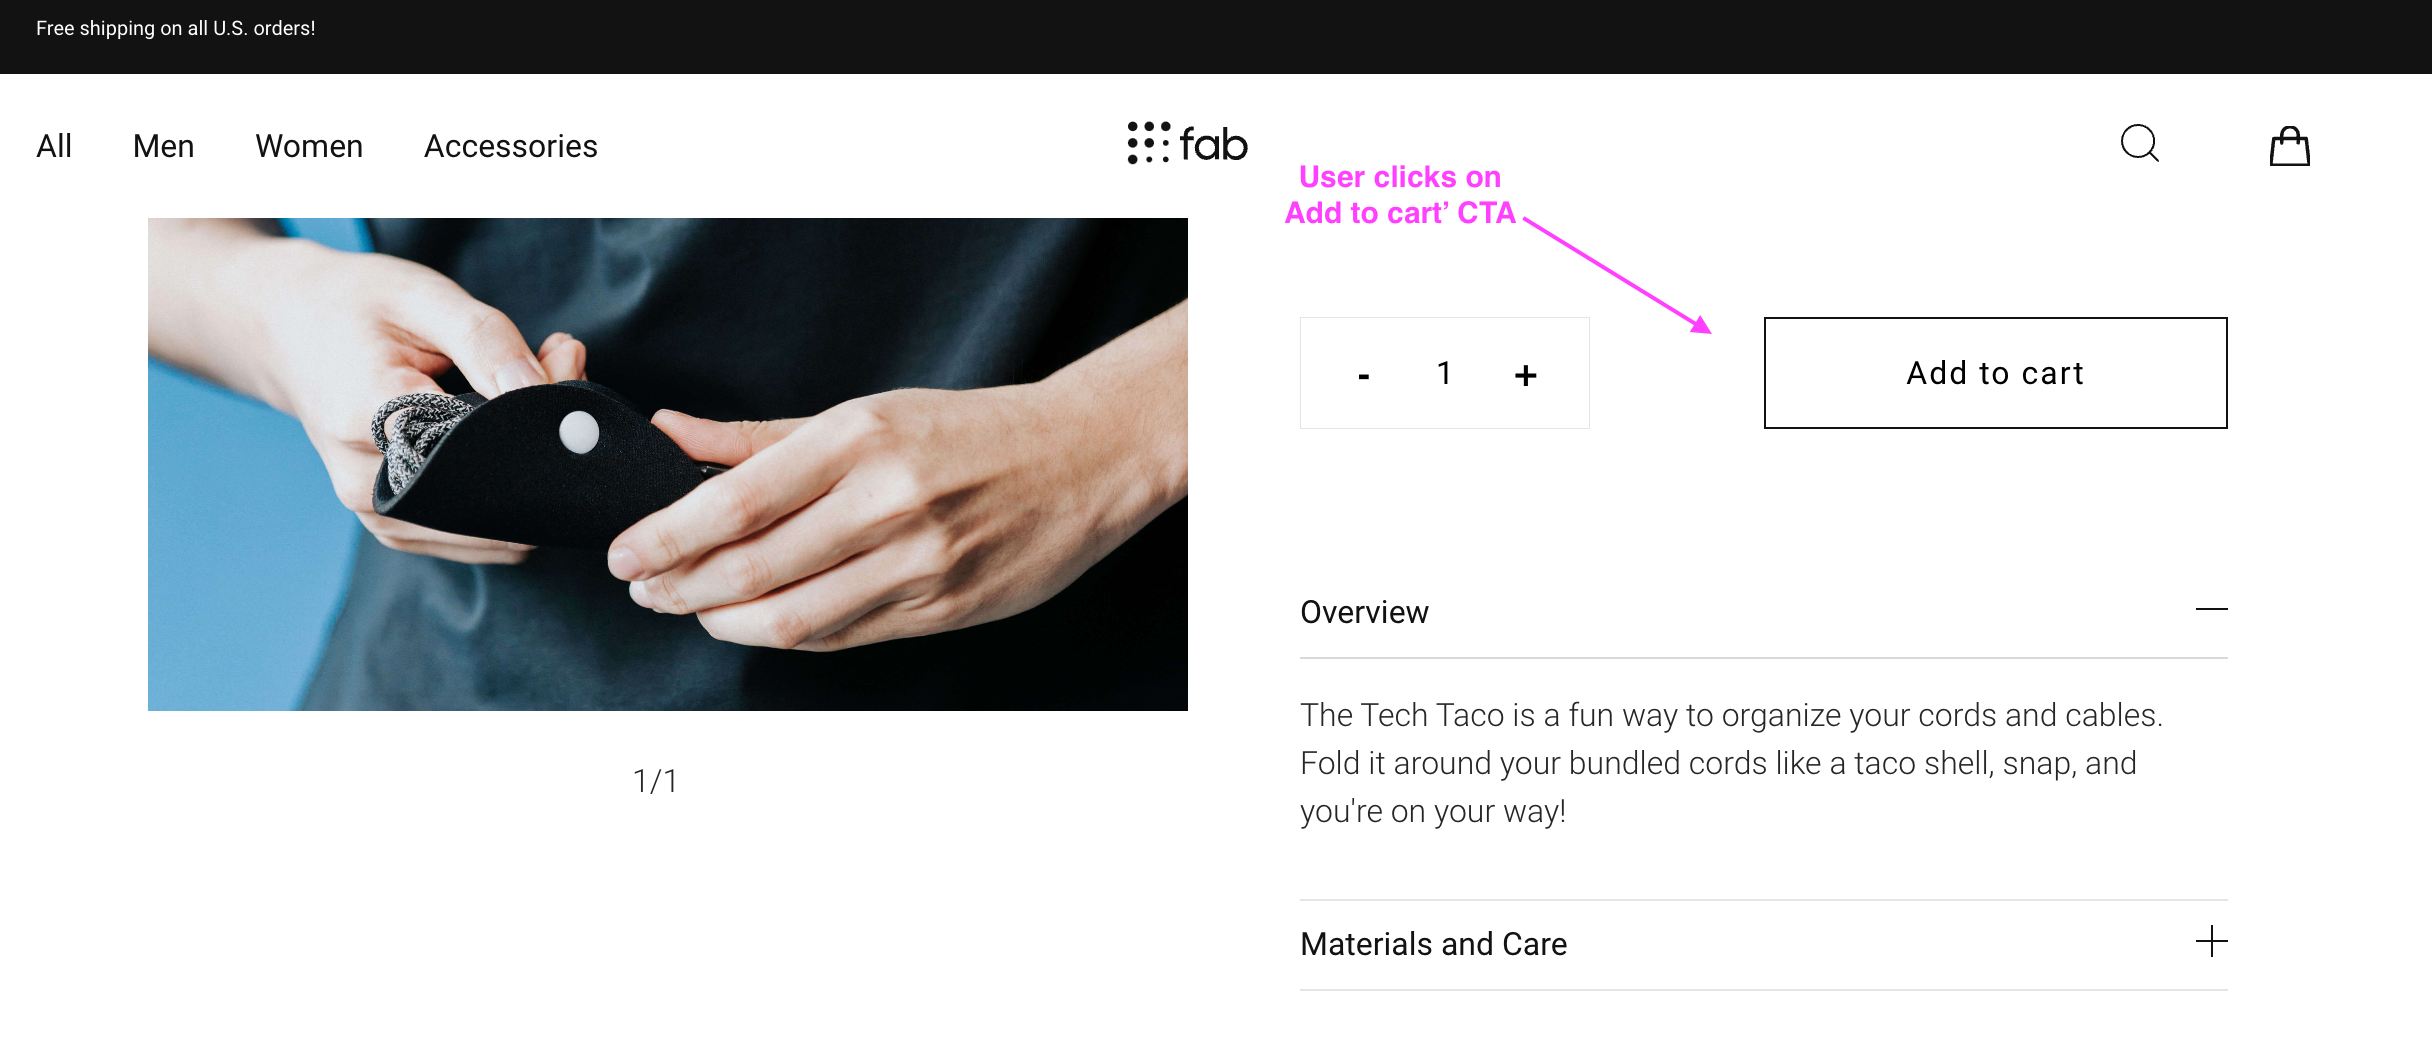 Free shipping on all U.S. orders!
All Men Women Accessories
fab
User clicks on
Add to cart’ CTA
- 1 +
Add to cart
Overview
The Tech Taco is a fun way to organize your cords and cables.
Fold it around your bundled cords like a taco shell, snap, and
you're on your way!
1/1
Materials and Care